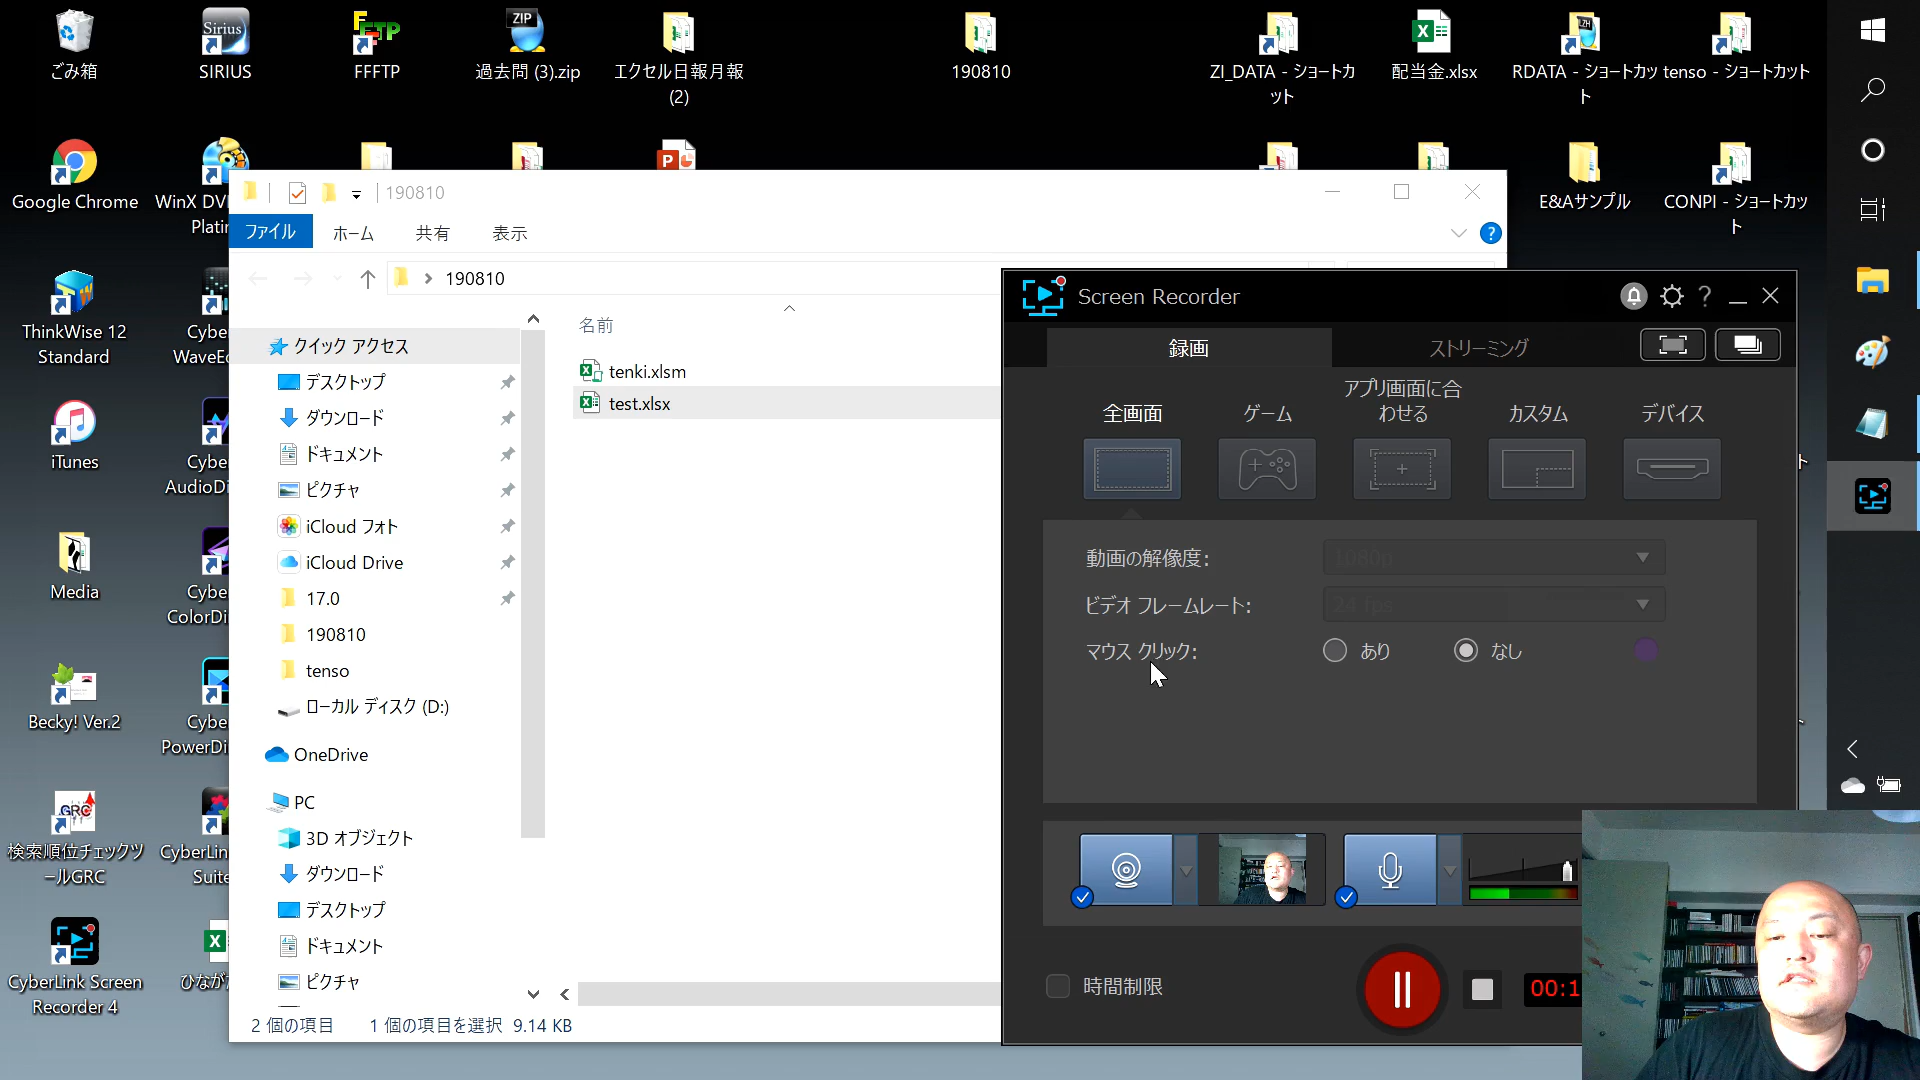 ごみ箱
SIRIUS
Sirius
FFFTP
ZIP
過去問 (3).zip
エクセル日報月報
(2)
190810
ZI_DATA - ショートカ
ット
配当金.xlsx
RDATA - ショートカッ
ト
tenso - ショートカット
Google Chrome
WinX DV
Platin
E&Aサンプル
CONPI - ショートカッ
ト
190810
ファイル
ホーム
共有
表示
190810
ThinkWise 12
Standard
Cyber
WaveEd
iTunes
Cyber
AudioDi
Media
Cyber
ColorDi
Becky! Ver.2
Cyber
PowerDi
GRC
検索順位チェックツ
ールGRC
CyberLin
Suite
CyberLink Screen
Recorder 4
ひなが
クイック アクセス
デスクトップ
ダウンロード
ドキュメント
ピクチャ
iCloud フォト
iCloud Drive
17.0
190810
tenso
ローカル ディスク (D:)
OneDrive
PC
3D オブジェクト
ダウンロード
デスクトップ
ドキュメント
ピクチャ
名前
tenki.xlsm
test.xlsx
2 個の項目
1 個の項目を選択 9.14 KB
Screen Recorder
録画
ストリーミング
全画面
ゲーム
アプリ画面に合
わせる
カスタム
デバイス
動画の解像度:
1080p
ビデオ フレームレート:
24 fps
マウス クリック:
あり
なし
時間制限
00:1